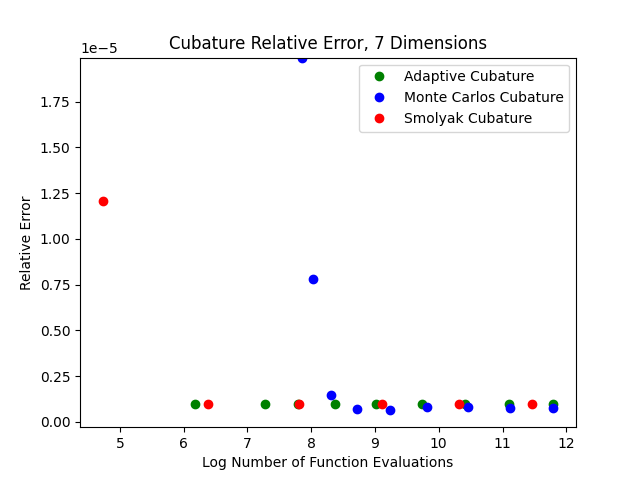 Cubature Relative Error, 7 Dimensions
1e−5
Adaptive Cubature
Monte Carlos Cubature
Smolyak Cubature
1.75
1.50
1.25
1.00
0.75
0.50
0.25
0.00
Relative Error
5 6 7 8 9 10 11 12
Log Number of Function Evaluations